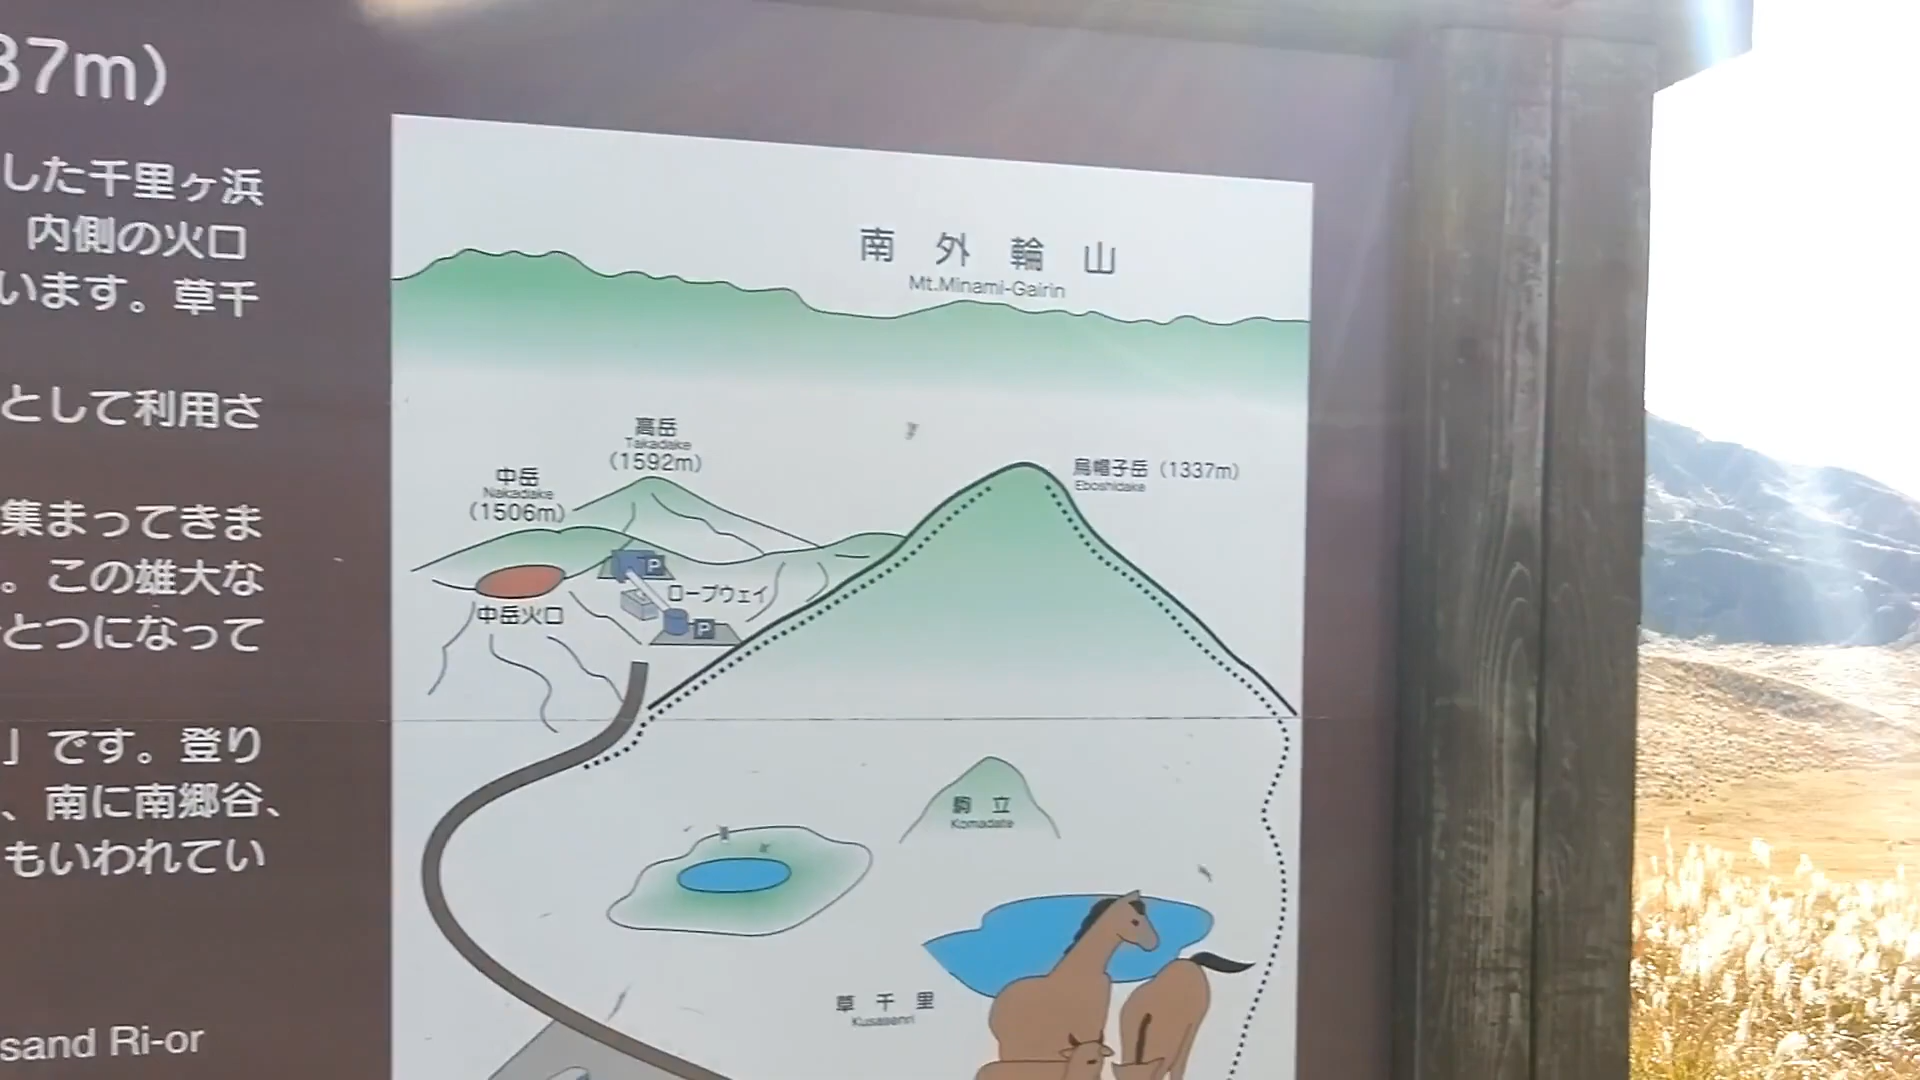 37m）
した千里ヶ浜
内側の火口
います。草千
として利用さ
集まってきま
。この雄大な
とつになって
」です。登り
、南に南郷谷、
もいわれてい
sand Ri-or
南外輪山
Mt.Minami-Gairin
高岳
Takadake
（1592m）
中岳
Nakadake
（1506m）
烏帽子岳（1337m）
Eboshidake
P
ロープウェイ
中岳火口
P
駒立
Komadate
草千里
Kusasenri